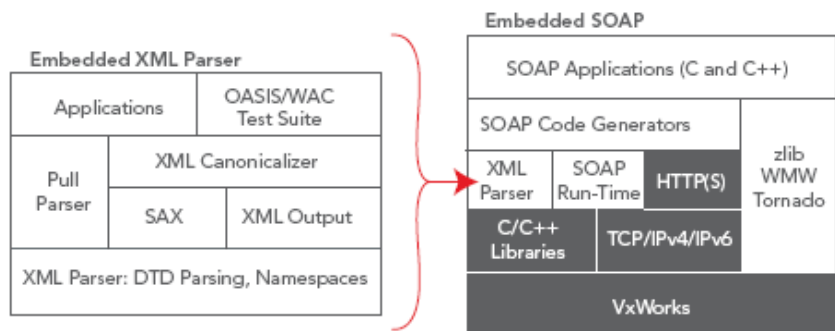 Embedded XML Parser
Applications
OASIS/WAC
Test Suite
Pull
Parser
XML Canonicalizer
SAX
XML Output
XML Parser: DTD Parsing, Namespaces
Embedded SOAP
SOAP Applications (C and C++)
SOAP Code Generators
zlib
WMW
Tornado
XML
Parser
SOAP
Run-Time
HTTP(S)
C/C++
Libraries
TCP/IPv4/IPv6
VxWorks